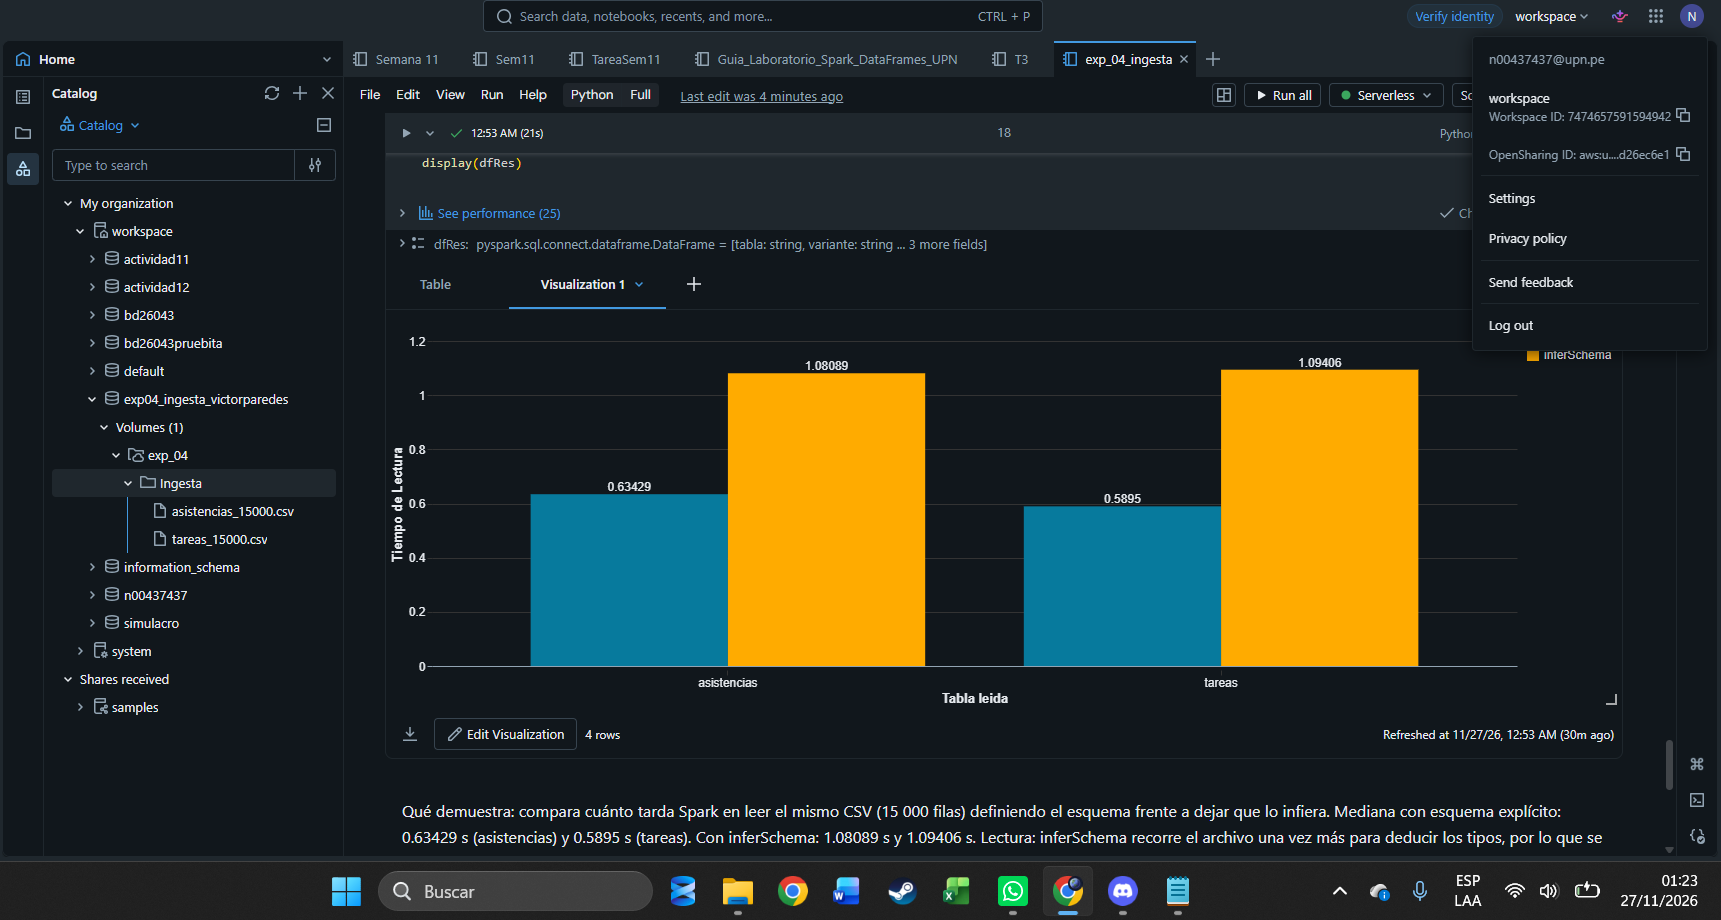 Search data, notebooks, recents, and more... CTRL + P
Verify identity workspace N
Home
Semana 11 Sem11 TareaSem11 Guia_Laboratorio_Spark_DataFrames_UPN T3 exp_04_ingesta
Catalog
Catalog
Type to search
My organization
workspace
actividad11
actividad12
bd26043
bd26043pruebita
default
exp04_ingesta_victorparedes
Volumes (1)
exp_04
Ingesta
asistencias_15000.csv
tareas_15000.csv
information_schema
n00437437
simulacro
system
Shares received
samples
File Edit View Run Help Python Full Last edit was 4 minutes ago Run all Serverless Sc
12:53 AM (21s) 18 Python
display(dfRes)
See performance (25) Ch
dfRes: pyspark.sql.connect.dataframe.DataFrame = [tabla: string, variante: string ... 3 more fields]
Table Visualization 1
Tiempo de Lectura
1.2
1
0.8
0.6
0.4
0.2
0
0.63429
1.08089
0.5895
1.09406
asistencias tareas
Tabla leida
inferSchema
Edit Visualization 4 rows Refreshed at 11/27/26, 12:53 AM (30m ago)
Qué demuestra: compara cuánto tarda Spark en leer el mismo CSV (15 000 filas) definiendo el esquema frente a dejar que lo infiera. Mediana con esquema explícito:
0.63429 s (asistencias) y 0.5895 s (tareas). Con inferSchema: 1.08089 s y 1.09406 s. Lectura: inferSchema recorre el archivo una vez más para deducir los tipos, por lo que se
n00437437@upn.pe
workspace
Workspace ID: 7474657591594942
OpenSharing ID: aws:u....d26ec6e1
Settings
Privacy policy
Send feedback
Log out
Buscar
ESP
LAA
01:23
27/11/2026